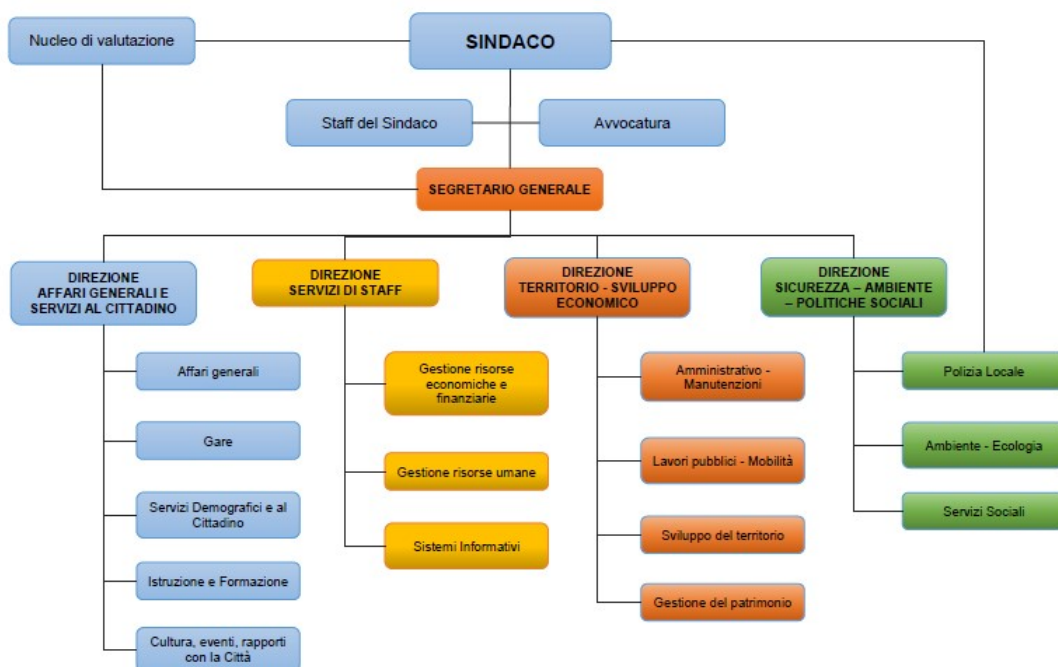 Nucleo di valutazione
SINDACO
Staff del Sindaco
Avvocatura
SEGRETARIO GENERALE
DIREZIONE
AFFARI GENERALI E
SERVIZI AL CITTADINO
DIREZIONE
SERVIZI DI STAFF
DIREZIONE
TERRITORIO - SVILUPPO
ECONOMICO
DIREZIONE
SICUREZZA – AMBIENTE
– POLITICHE SOCIALI
Affari generali
Gare
Servizi Demografici e al
Cittadino
Istruzione e Formazione
Cultura, eventi, rapporti
con la Città
Gestione risorse
economiche e
finanziarie
Gestione risorse umane
Sistemi Informativi
Amministrativo -
Manutenzioni
Lavori pubblici - Mobilità
Sviluppo del territorio
Gestione del patrimonio
Polizia Locale
Ambiente - Ecologia
Servizi Sociali